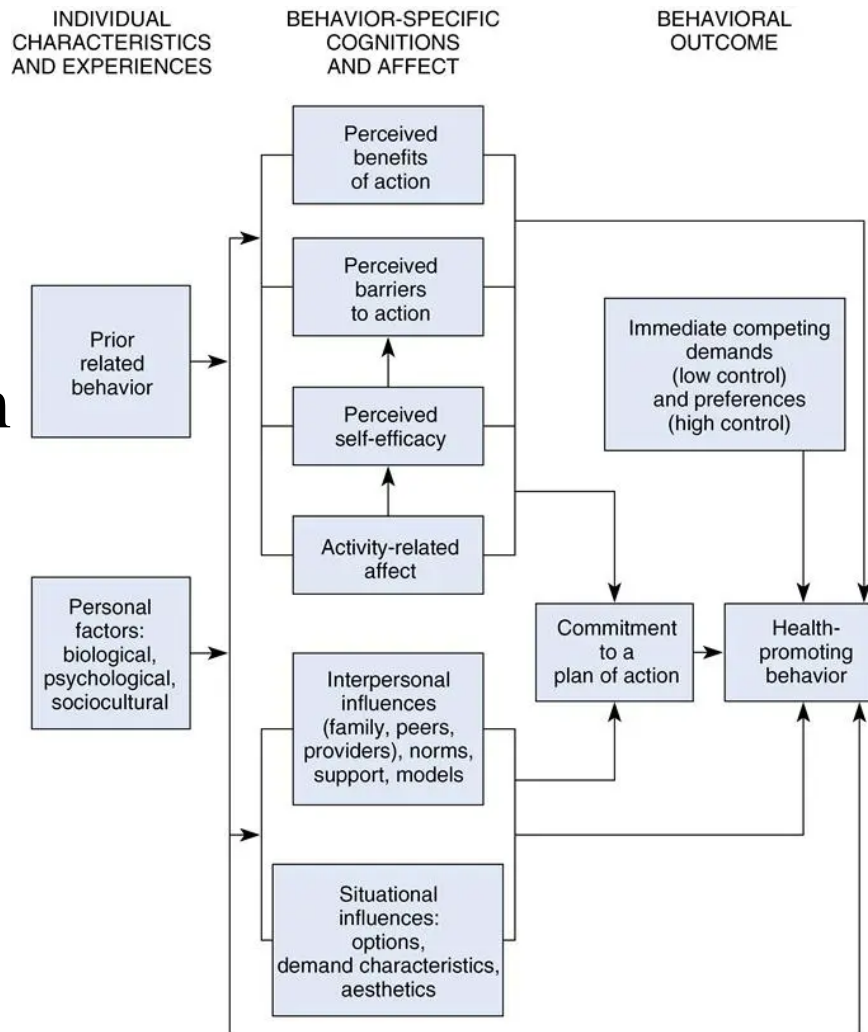 INDIVIDUAL
CHARACTERISTICS
AND EXPERIENCES
BEHAVIOR-SPECIFIC
COGNITIONS
AND AFFECT
BEHAVIORAL
OUTCOME
Perceived
benefits
of action
Perceived
barriers
to action
Prior
related
behavior
Immediate competing
demands
(low control)
and preferences
(high control)
Perceived
self-efficacy
Activity-related
affect
Personal
factors:
biological,
psychological,
sociocultural
Commitment
to a
plan of action
Health-
promoting
behavior
Interpersonal
influences
(family, peers,
providers), norms,
support, models
Situational
influences:
options,
demand characteristics,
aesthetics